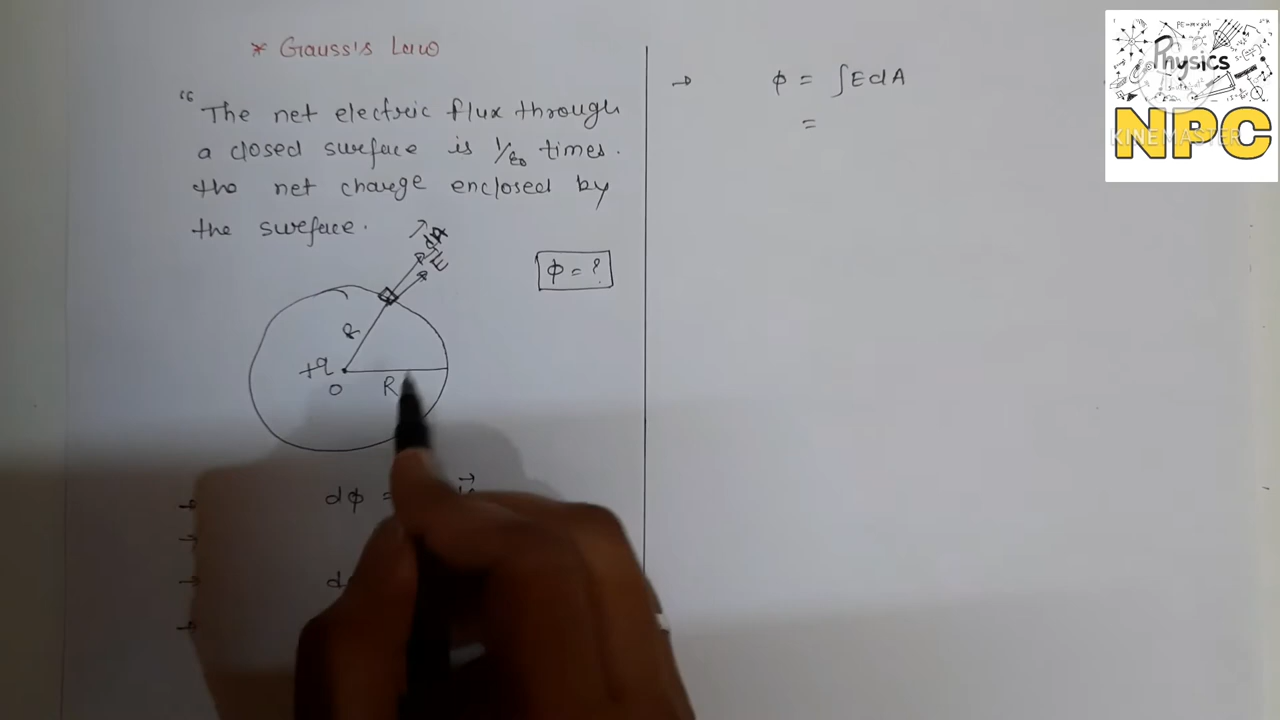 * Gauss's Law
“ The net electric flux through
a closed surface is 1/ε₀ times.
the net charge enclosed by
the surface.
dA
E
ϕ = ?
R
+q
O
R
dϕ =
→ ϕ = ∫EdA
=
Physics
NPC
KINEMASTER